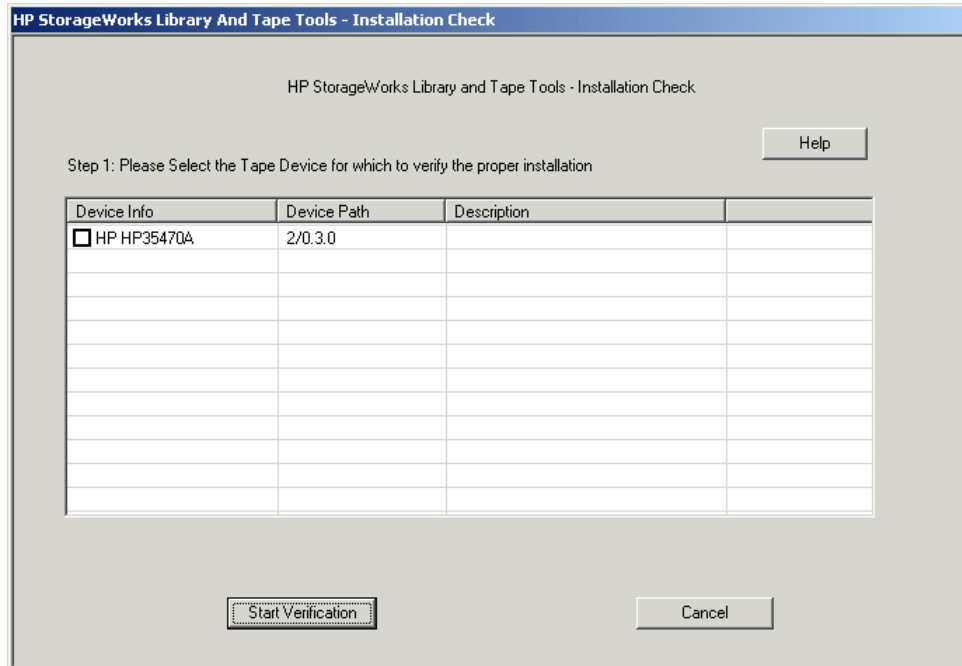 HP StorageWorks Library And Tape Tools - Installation Check
HP StorageWorks Library and Tape Tools - Installation Check
Help
Step 1: Please Select the Tape Device for which to verify the proper installation
Device Info Device Path Description
HP HP35470A 2/0.3.0
Start Verification Cancel